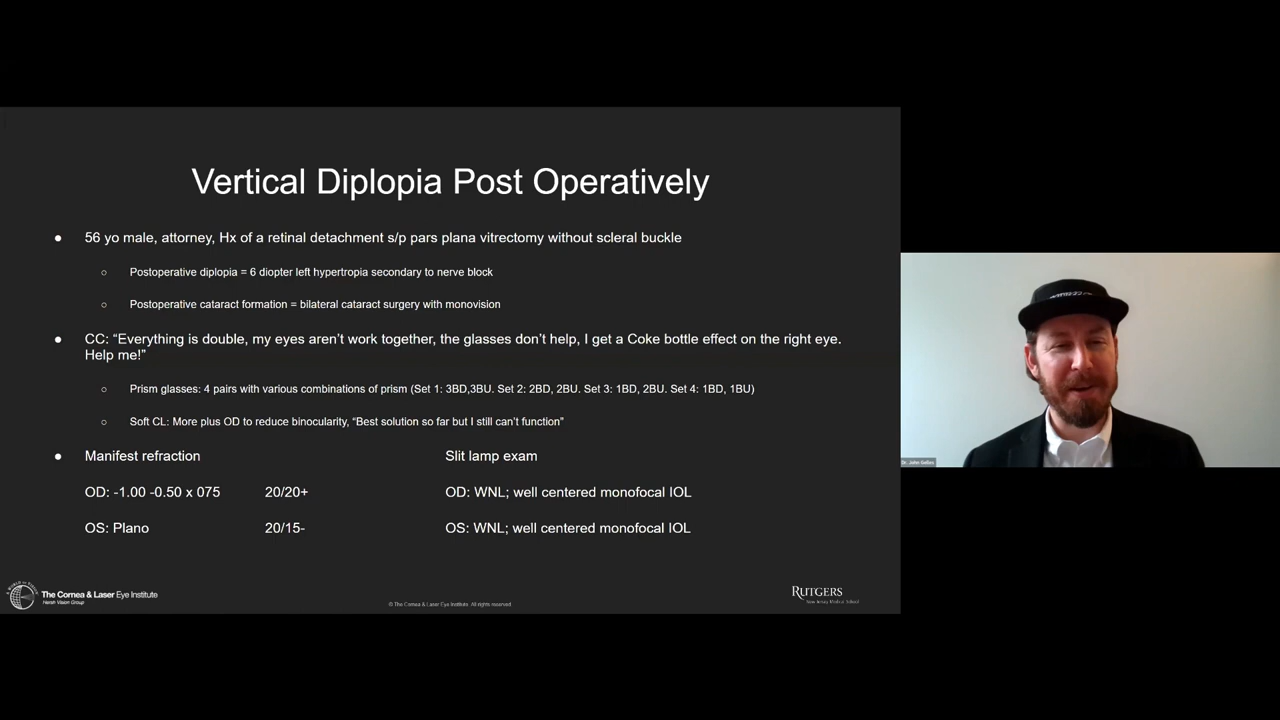 Vertical Diplopia Post Operatively
● 56 yo male, attorney, Hx of a retinal detachment s/p pars plana vitrectomy without scleral buckle
○ Postoperative diplopia = 6 diopter left hypertropia secondary to nerve block
○ Postoperative cataract formation = bilateral cataract surgery with monovision
● CC: “Everything is double, my eyes aren’t work together, the glasses don’t help, I get a Coke bottle effect on the right eye.
Help me!”
○ Prism glasses: 4 pairs with various combinations of prism (Set 1: 3BD,3BU. Set 2: 2BD, 2BU. Set 3: 1BD, 2BU. Set 4: 1BD, 1BU)
○ Soft CL: More plus OD to reduce binocularity, “Best solution so far but I still can’t function”
● Manifest refraction Slit lamp exam
OD: -1.00 -0.50 x 075 20/20+ OD: WNL; well centered monofocal IOL
OS: Plano 20/15- OS: WNL; well centered monofocal IOL
The Cornea & Laser Eye Institute
Hersh Vision Group
© The Cornea & Laser Eye Institute. All rights reserved
RUTGERS
New Jersey Medical School
Dr. John Gelles